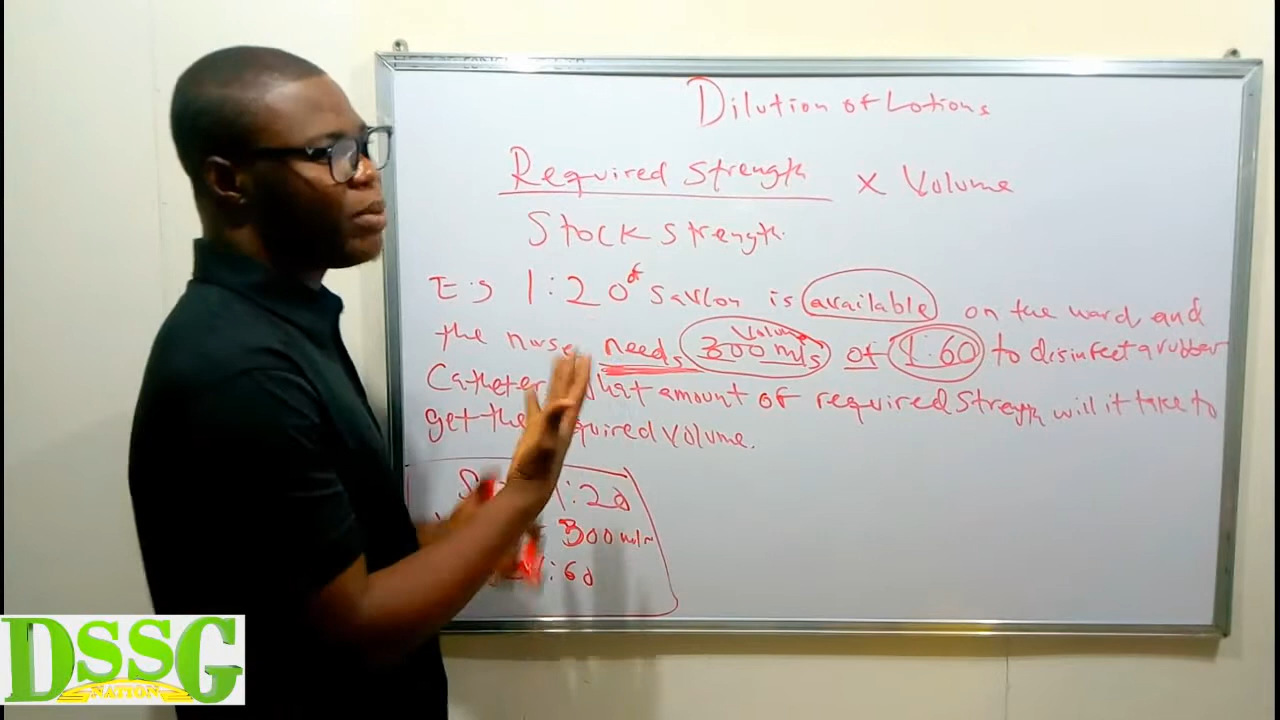 Dilution of Lotions
Required Strength x Volume
Stock Strength
E.g 1:20 of Savlon is available on the ward and
the nurse needs Volume 300 mls of 1:60 to disinfect a rubber
Catheter what amount of required Strength will it take to
get the required Volume.
1:20
300 mls
1:60
DSSG
NATION